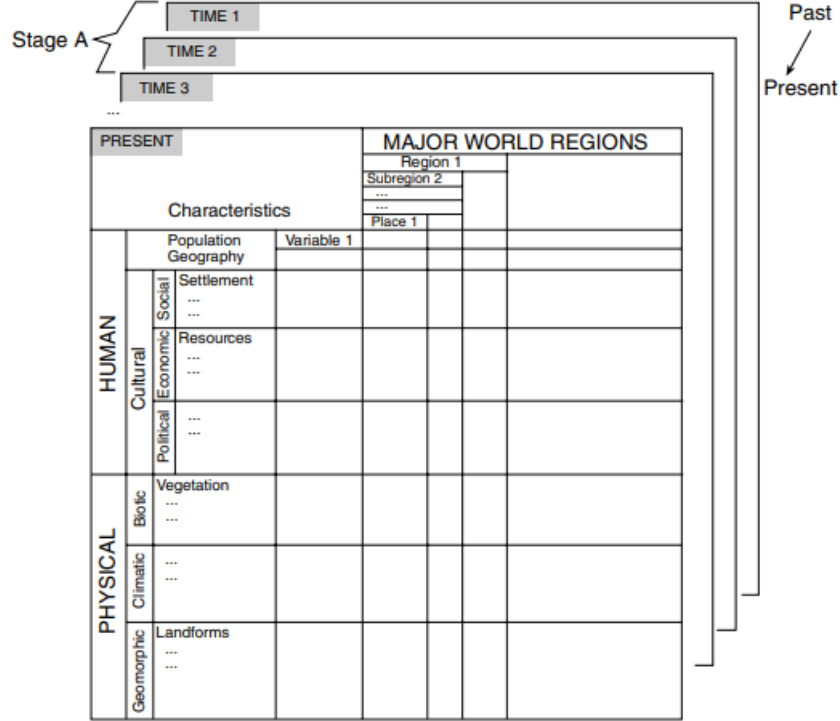 TIME 1
Past
Stage A
TIME 2
TIME 3
Present
...
PRESENT
MAJOR WORLD REGIONS
Region 1
Subregion 2
...
...
Characteristics
Place 1
HUMAN
Population
Geography
Variable 1
Cultural
Social
Settlement
...
...
Economic
Resources
...
...
Political
...
...
PHYSICAL
Biotic
Vegetation
...
...
Climatic
...
...
Geomorphic
Landforms
...
...